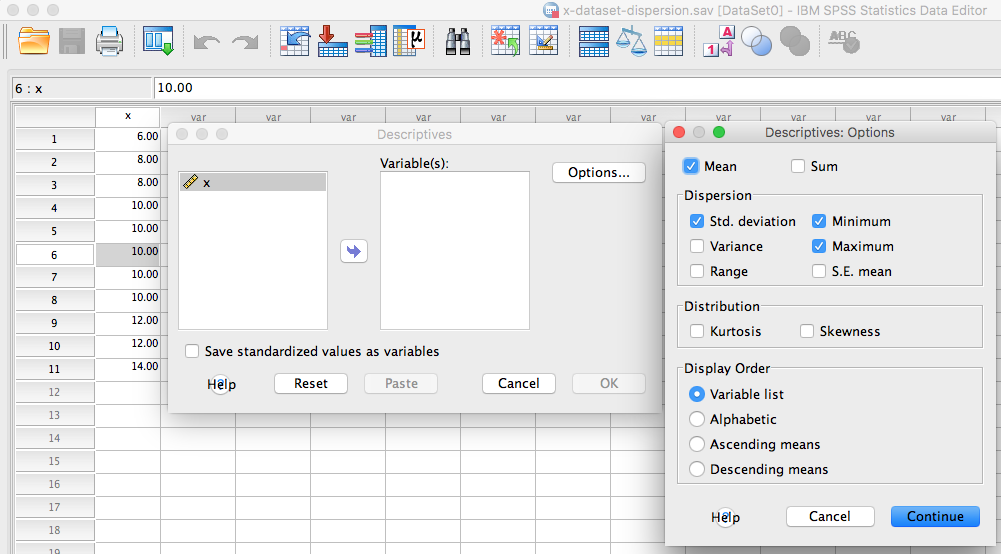 x-dataset-dispersion.sav [DataSet0] - IBM SPSS Statistics Data Editor
1 A
μ
ABC
6 : x 10.00
x var var var var var var var var var var var
1 6.00
2 8.00
3 8.00
4 10.00
5 10.00
6 10.00
7 10.00
8 10.00
9 12.00
10 12.00
11 14.00
12
13
14
15
16
17
18
19
Descriptives
Variable(s):
x
Options...
Save standardized values as variables
Help Reset Paste Cancel OK
Descriptives: Options
Mean Sum
Dispersion
Std. deviation Minimum
Variance Maximum
Range S.E. mean
Distribution
Kurtosis Skewness
Display Order
Variable list
Alphabetic
Ascending means
Descending means
Help Cancel Continue